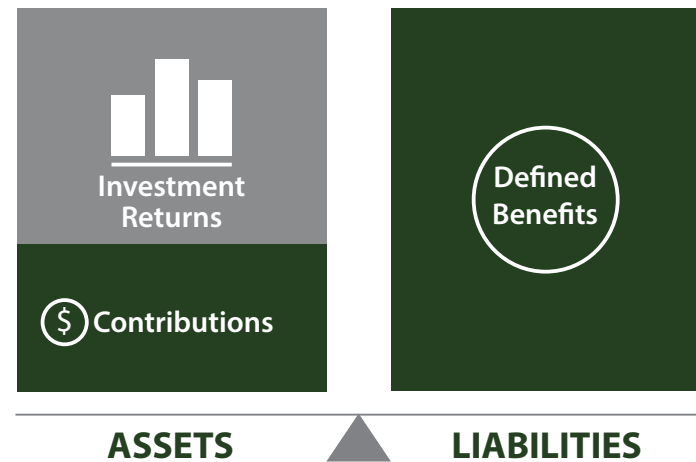 Investment
Returns
$ Contributions
Defined
Benefits
ASSETS
LIABILITIES